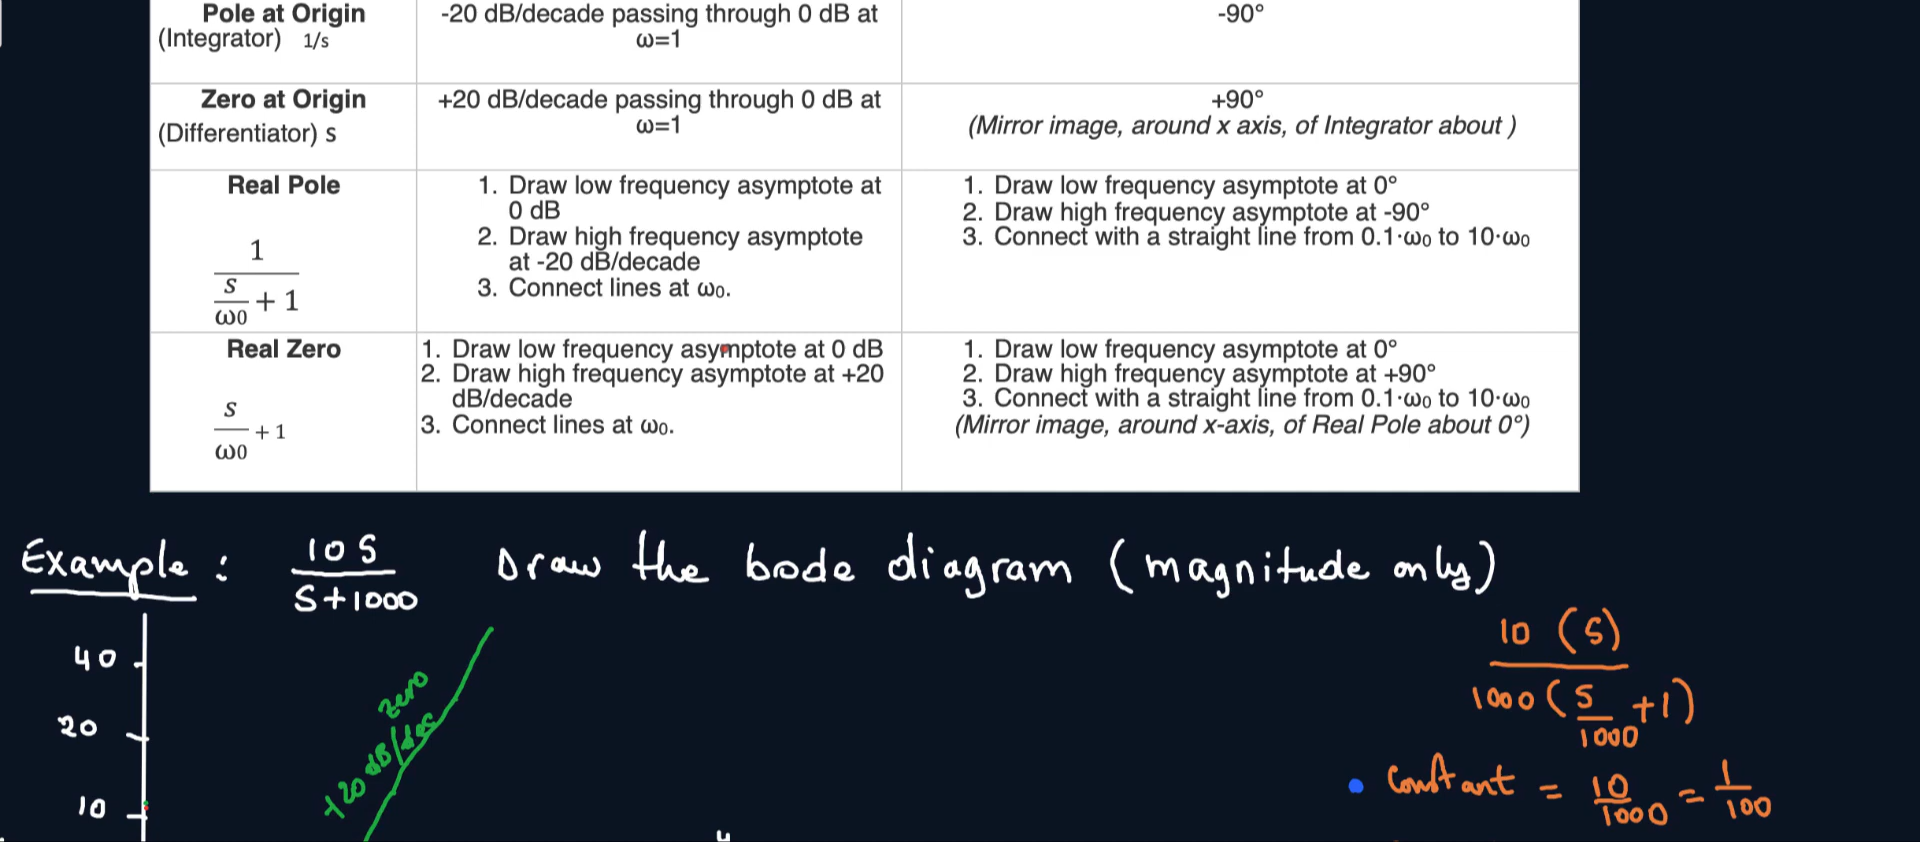 Pole at Origin
(Integrator) 1/s
-20 dB/decade passing through 0 dB at
ω=1
-90°
Zero at Origin
(Differentiator) s
+20 dB/decade passing through 0 dB at
ω=1
+90°
(Mirror image, around x axis, of Integrator about )
Real Pole
1
s
ω0
+ 1
1. Draw low frequency asymptote at
0 dB
2. Draw high frequency asymptote
at -20 dB/decade
3. Connect lines at ω0.
1. Draw low frequency asymptote at 0°
2. Draw high frequency asymptote at -90°
3. Connect with a straight line from 0.1·ω0 to 10·ω0
Real Zero
s
ω0
+ 1
1. Draw low frequency asymptote at 0 dB
2. Draw high frequency asymptote at +20
dB/decade
3. Connect lines at ω0.
1. Draw low frequency asymptote at 0°
2. Draw high frequency asymptote at +90°
3. Connect with a straight line from 0.1·ω0 to 10·ω0
(Mirror image, around x-axis, of Real Pole about 0°)
Example : 10 S
S + 1000
Draw the bode diagram (magnitude only)
40
20
10
zero
+20 dB/dec
10 (S)
1000 ( S + 1 )
1000
• Constant = 10 = 1
1000 100